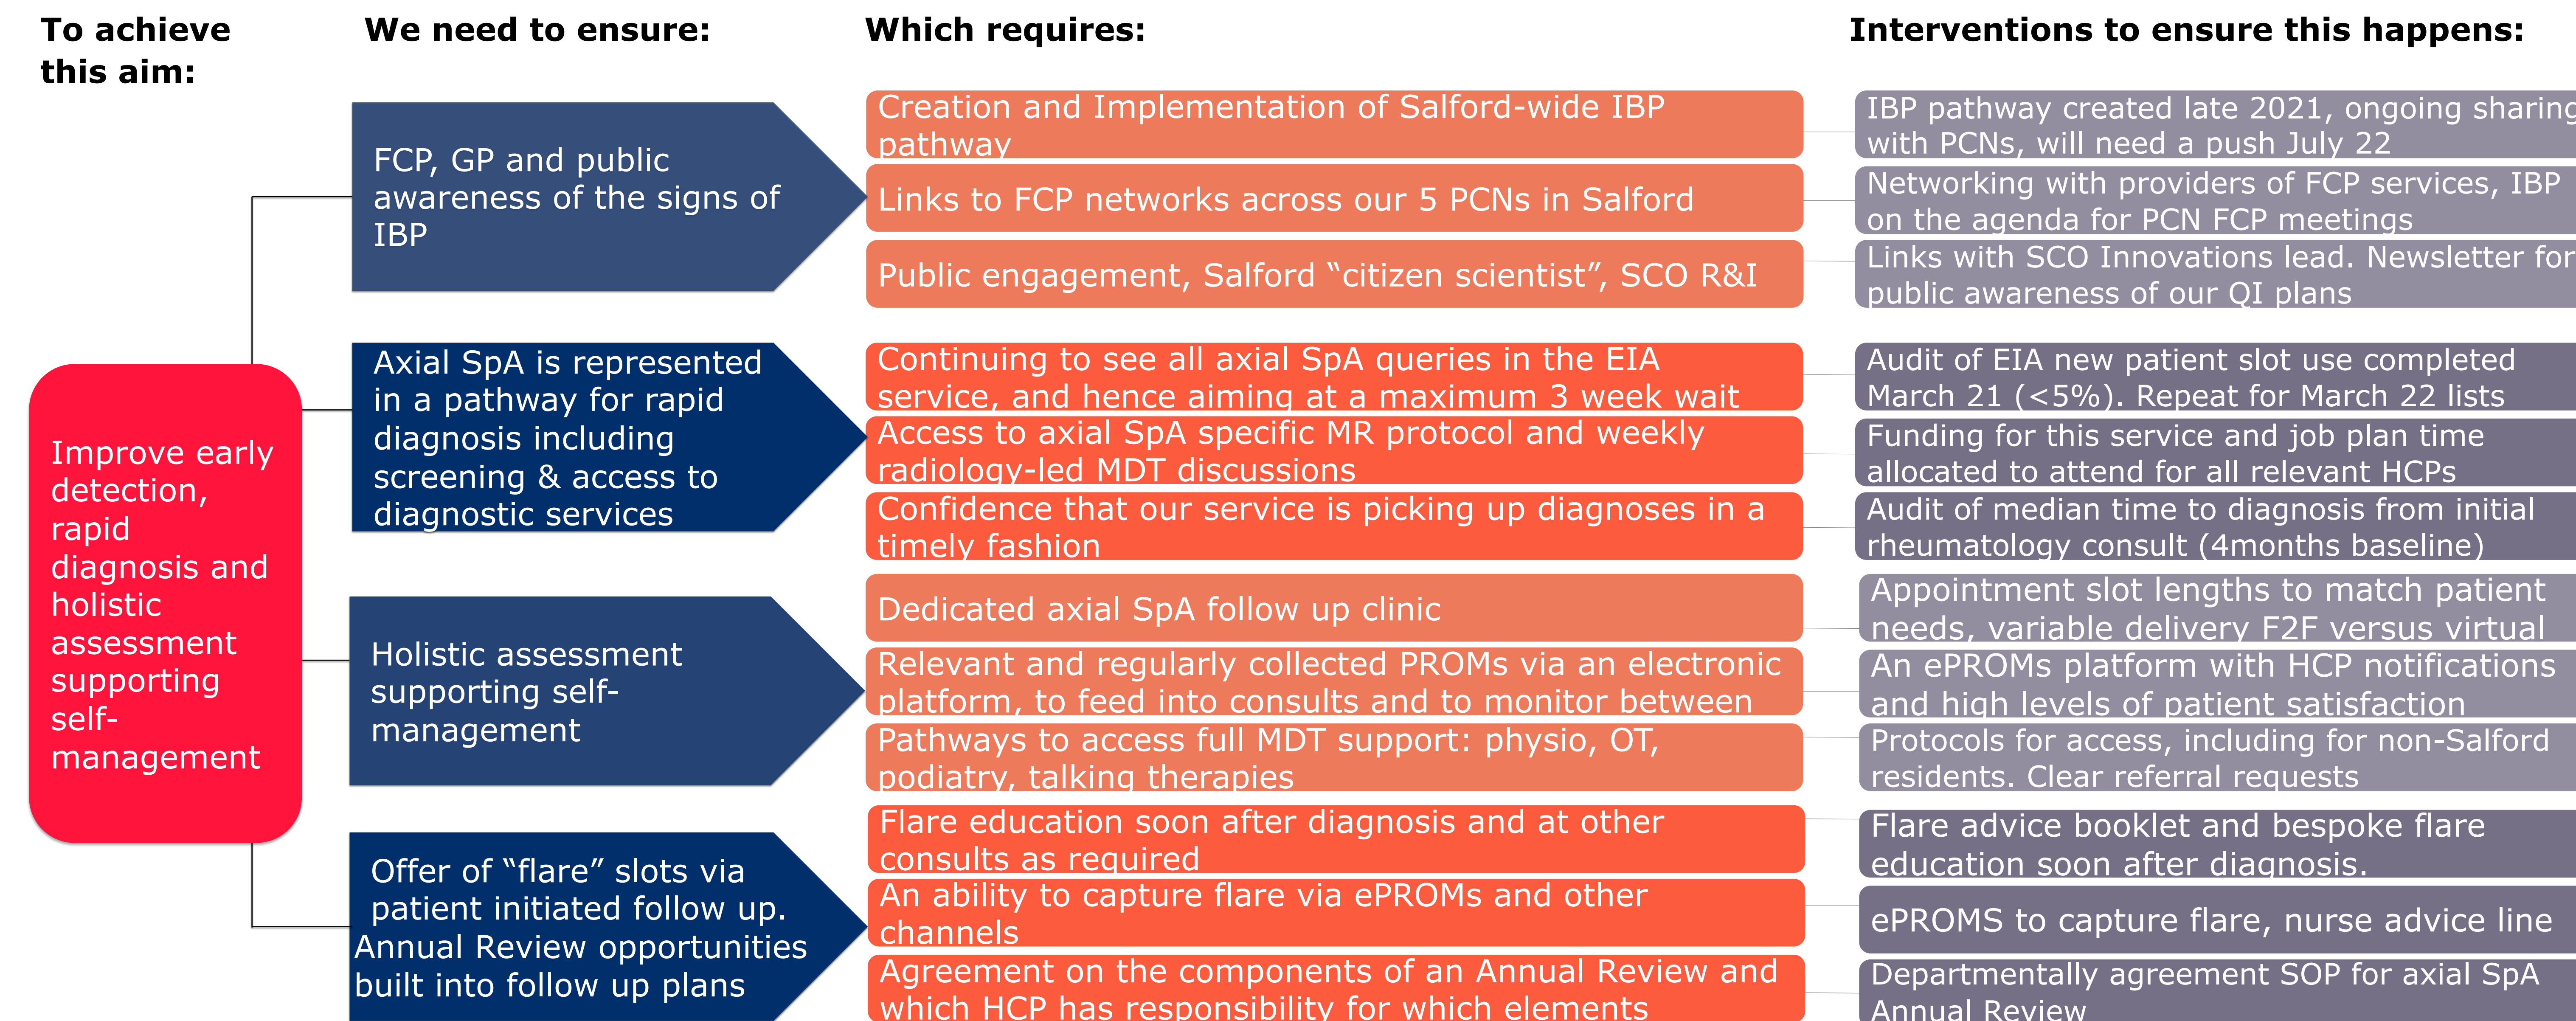 To achieve
this aim:
We need to ensure:
Which requires:
Interventions to ensure this happens:
Improve early
detection,
rapid
diagnosis and
holistic
assessment
supporting
self-
management
FCP, GP and public
awareness of the signs of
IBP
Creation and Implementation of Salford-wide IBP
pathway
IBP pathway created late 2021, ongoing sharing
with PCNs, will need a push July 22
Links to FCP networks across our 5 PCNs in Salford
Networking with providers of FCP services, IBP
on the agenda for PCN FCP meetings
Public engagement, Salford “citizen scientist”, SCO R&I
Links with SCO Innovations lead. Newsletter for
public awareness of our QI plans
Axial SpA is represented
in a pathway for rapid
diagnosis including
screening & access to
diagnostic services
Continuing to see all axial SpA queries in the EIA
service, and hence aiming at a maximum 3 week wait
Audit of EIA new patient slot use completed
March 21 (<5%). Repeat for March 22 lists
Access to axial SpA specific MR protocol and weekly
radiology-led MDT discussions
Funding for this service and job plan time
allocated to attend for all relevant HCPs
Confidence that our service is picking up diagnoses in a
timely fashion
Audit of median time to diagnosis from initial
rheumatology consult (4months baseline)
Holistic assessment
supporting self-
management
Dedicated axial SpA follow up clinic
Appointment slot lengths to match patient
needs, variable delivery F2F versus virtual
Relevant and regularly collected PROMs via an electronic
platform, to feed into consults and to monitor between
An ePROMs platform with HCP notifications
and high levels of patient satisfaction
Pathways to access full MDT support: physio, OT,
podiatry, talking therapies
Protocols for access, including for non-Salford
residents. Clear referral requests
Offer of “flare” slots via
patient initiated follow up.
Annual Review opportunities
built into follow up plans
Flare education soon after diagnosis and at other
consults as required
Flare advice booklet and bespoke flare
education soon after diagnosis.
An ability to capture flare via ePROMs and other
channels
ePROMS to capture flare, nurse advice line
Agreement on the components of an Annual Review and
which HCP has responsibility for which elements
Departmentally agreement SOP for axial SpA
Annual Review